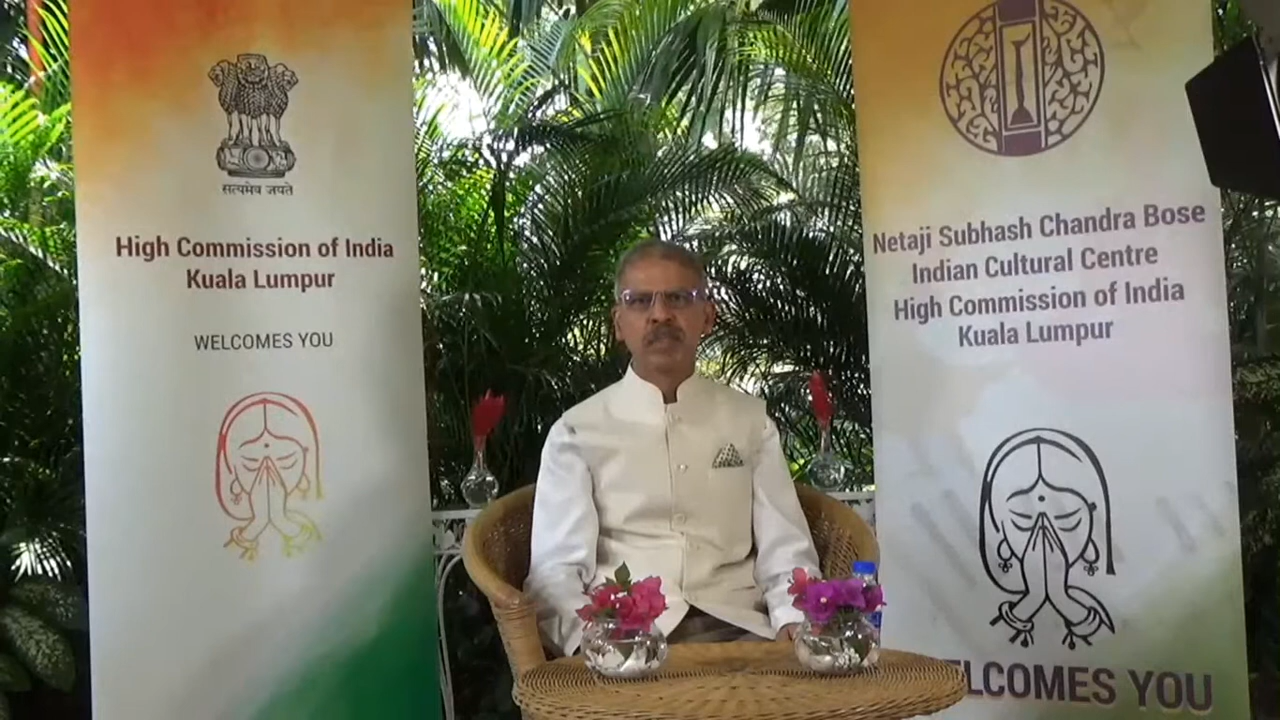 सत्यमेव जयते
High Commission of India
Kuala Lumpur
WELCOMES YOU
Netaji Subhash Chandra Bose
Indian Cultural Centre
High Commission of India
Kuala Lumpur
LCOMES YOU